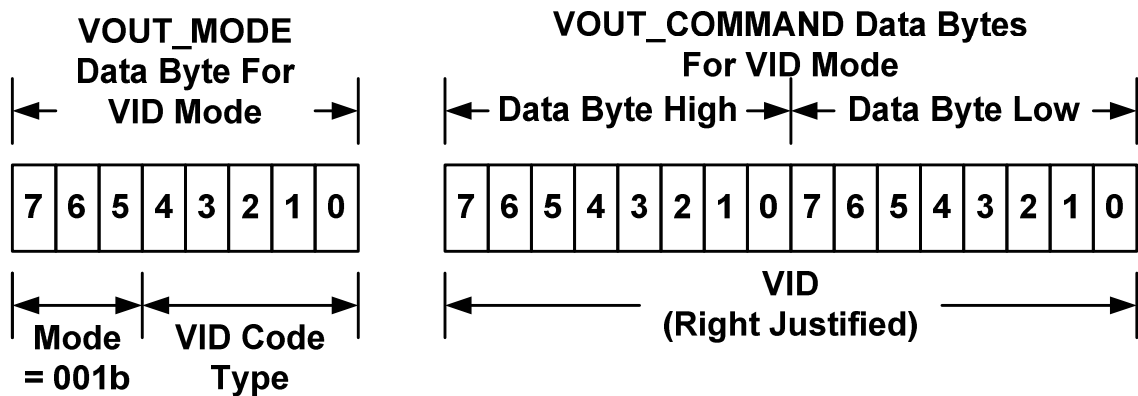 VOUT_MODE
Data Byte For
VID Mode
7 6 5 4 3 2 1 0
Mode
= 001b
VID Code
Type
VOUT_COMMAND Data Bytes
For VID Mode
Data Byte High
Data Byte Low
7 6 5 4 3 2 1 0 7 6 5 4 3 2 1 0
VID
(Right Justified)